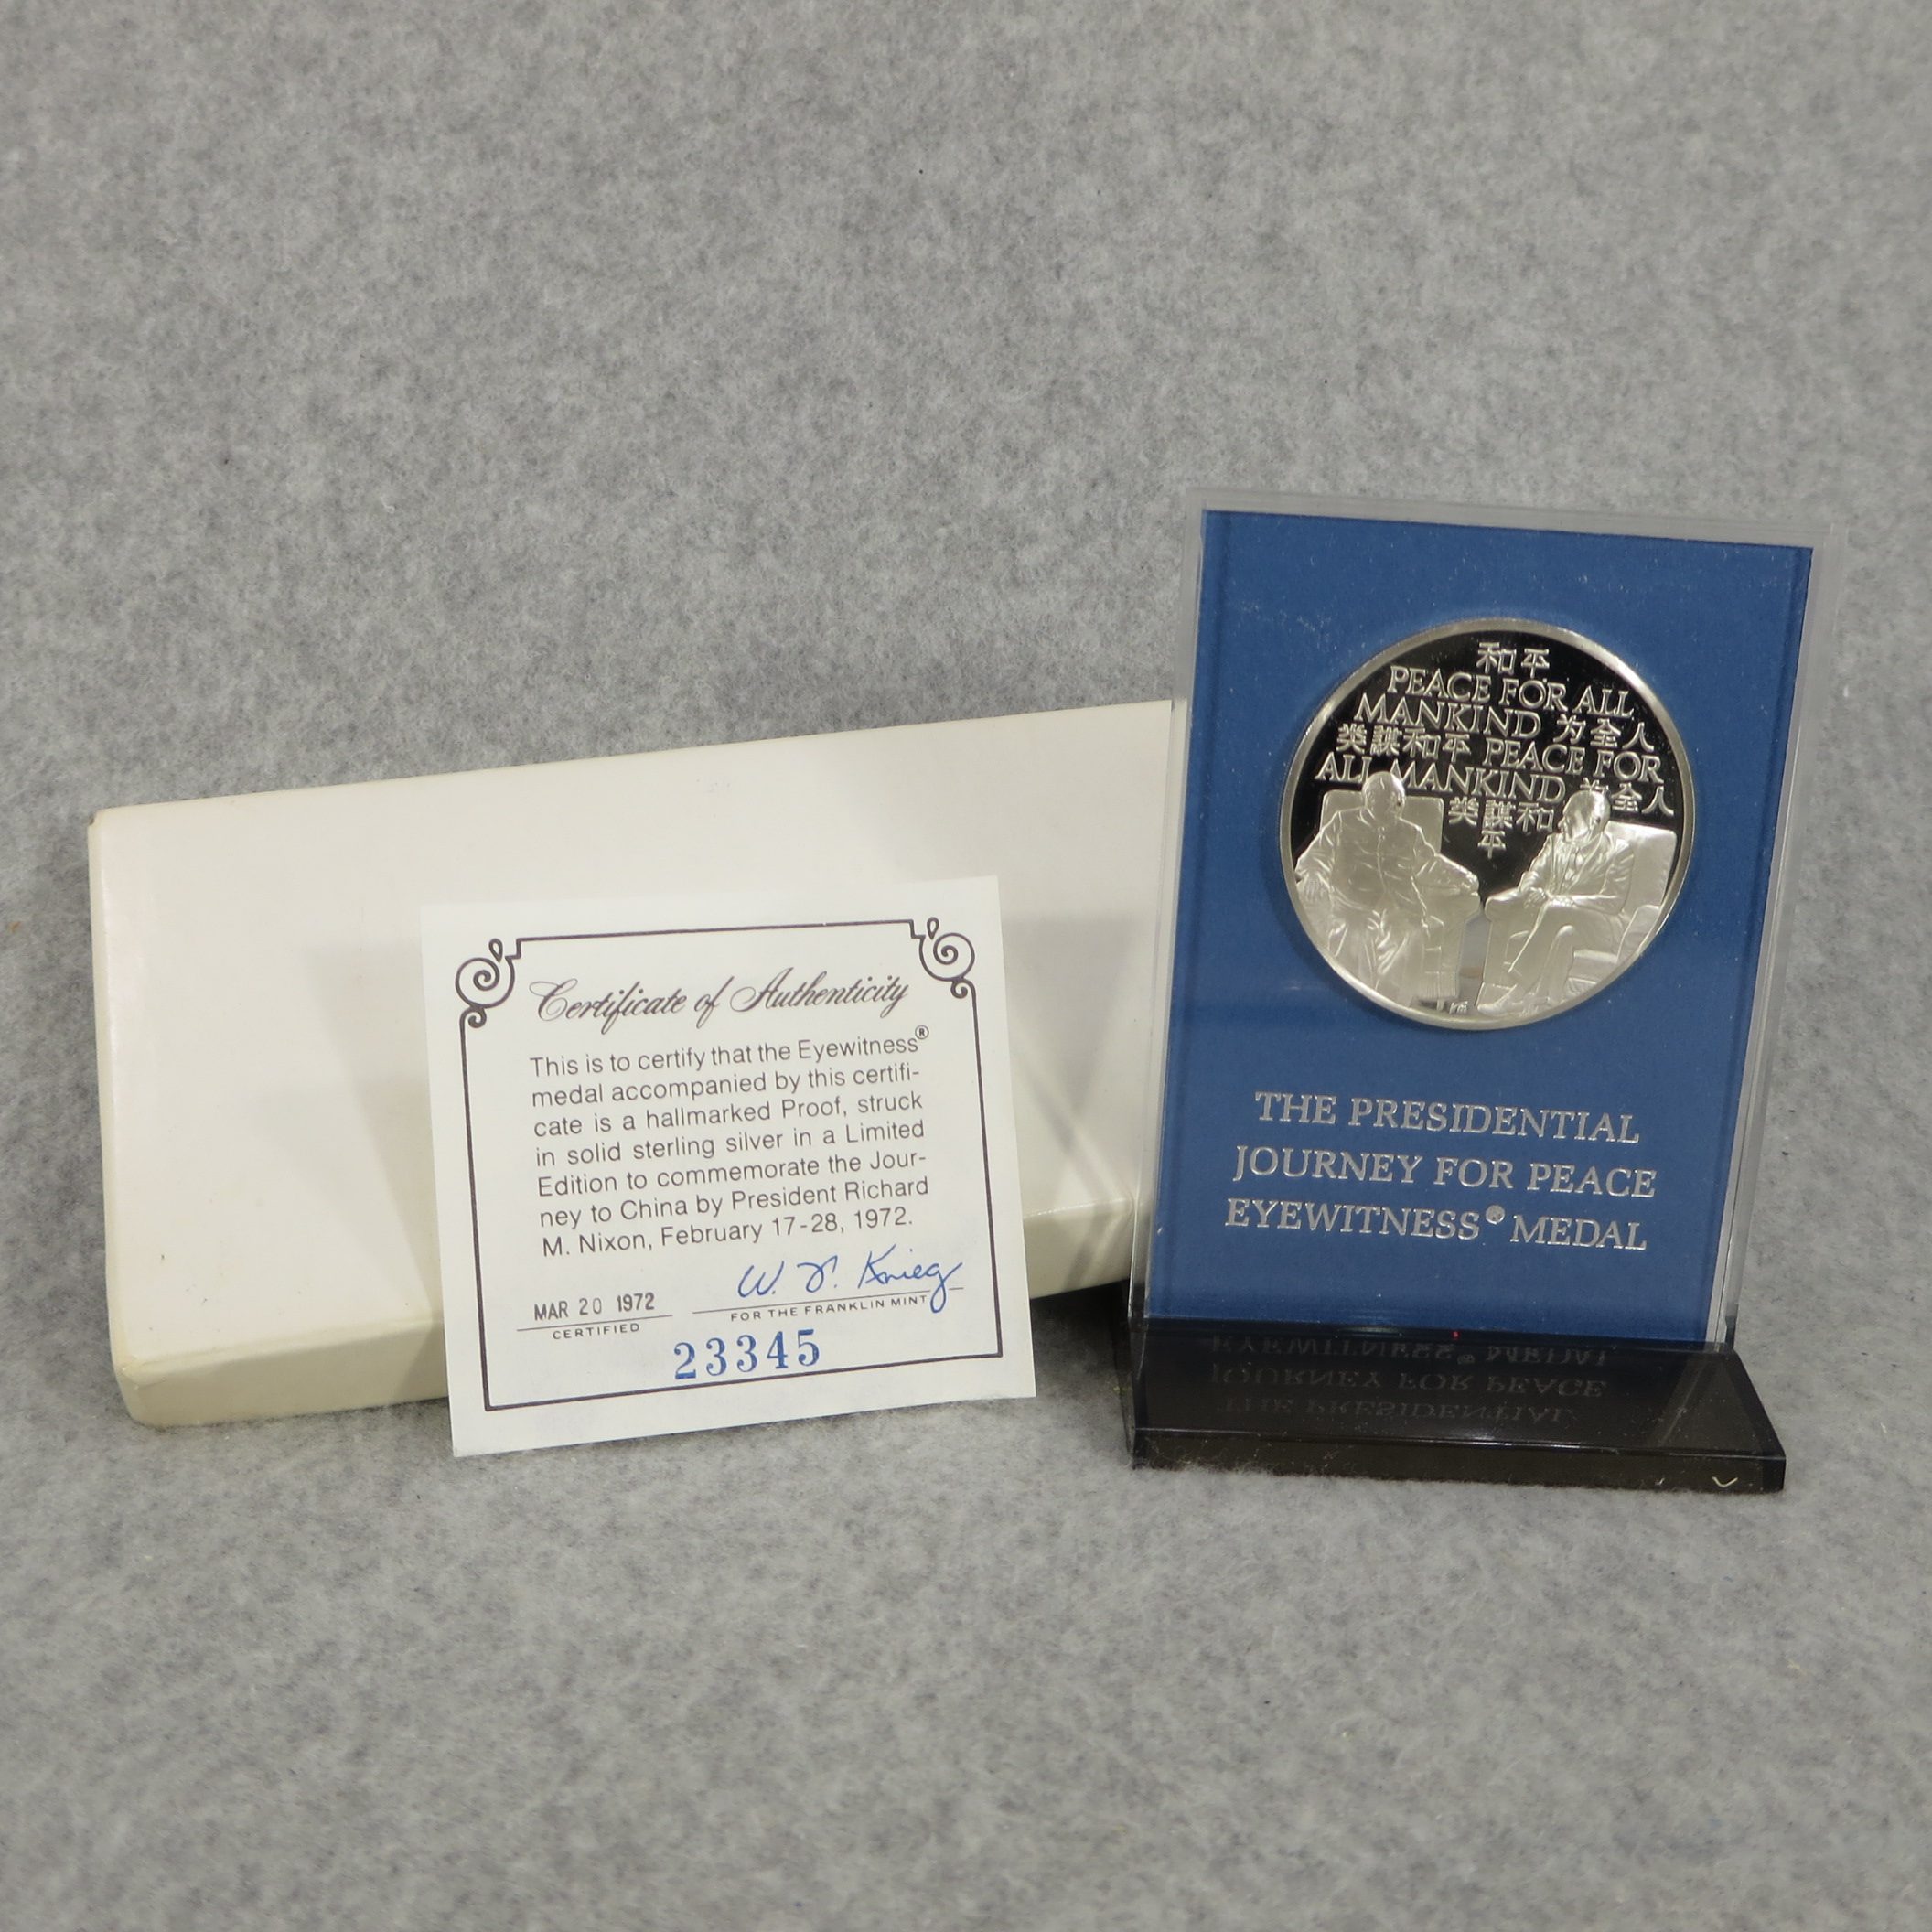 Certificate of Authenticity
This is to certify that the Eyewitness®
medal accompanied by this certifi-
cate is a hallmarked Proof, struck
in solid sterling silver in a Limited
Edition to commemorate the Jour-
ney to China by President Richard
M. Nixon, February 17-28, 1972.
MAR 20 1972
CERTIFIED
W. F. Krieg
FOR THE FRANKLIN MINT
23345
和平
PEACE FOR ALL
MANKIND 为全人
类謀和平 PEACE FOR
ALL MANKIND 为全人
类謀和
平
THE PRESIDENTIAL
JOURNEY FOR PEACE
EYEWITNESS® MEDAL